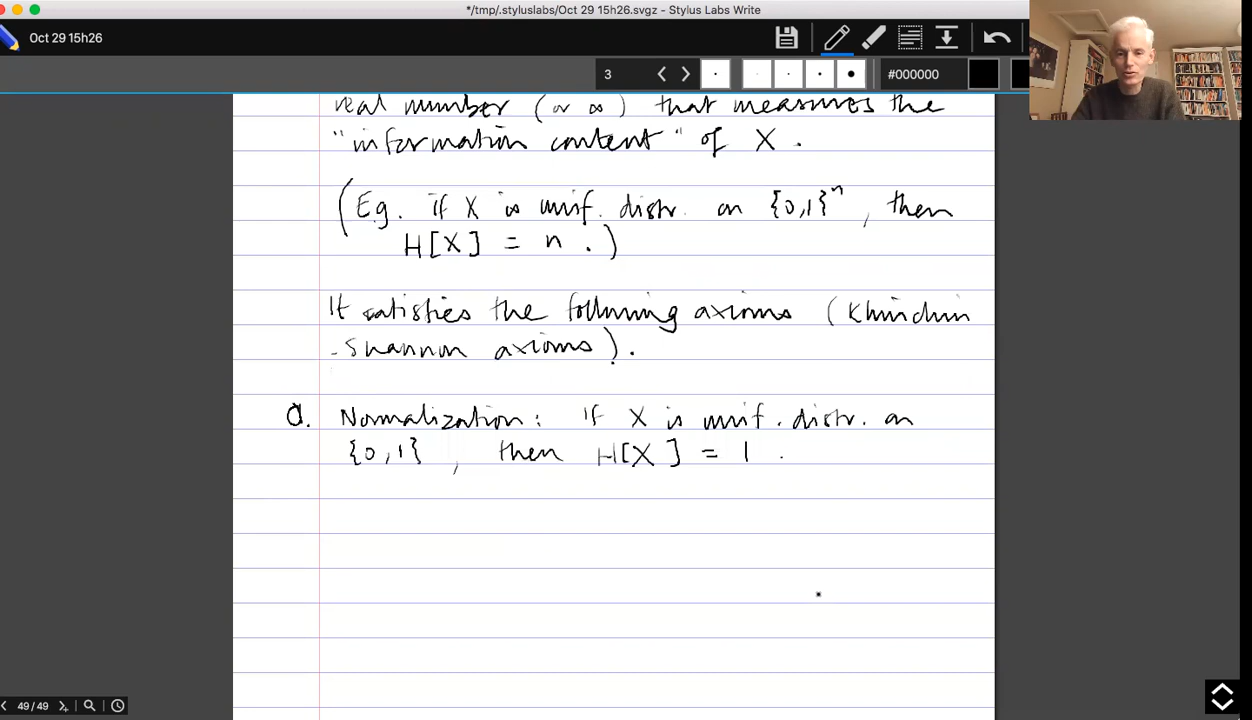 */tmp/.styluslabs/Oct 29 15h26.svgz - Stylus Labs Write
Oct 29 15h26
3
#000000
real number (or ∞) that measures the
"information content" of X.
(Eg. if X is unif. distr. on {0,1}ⁿ, then
H[X] = n.)
It satisfies the following axioms (Khinchin
-Shannon axioms).
0. Normalization: if X is unif. distr. on
{0,1}, then H[X] = 1.
49/49